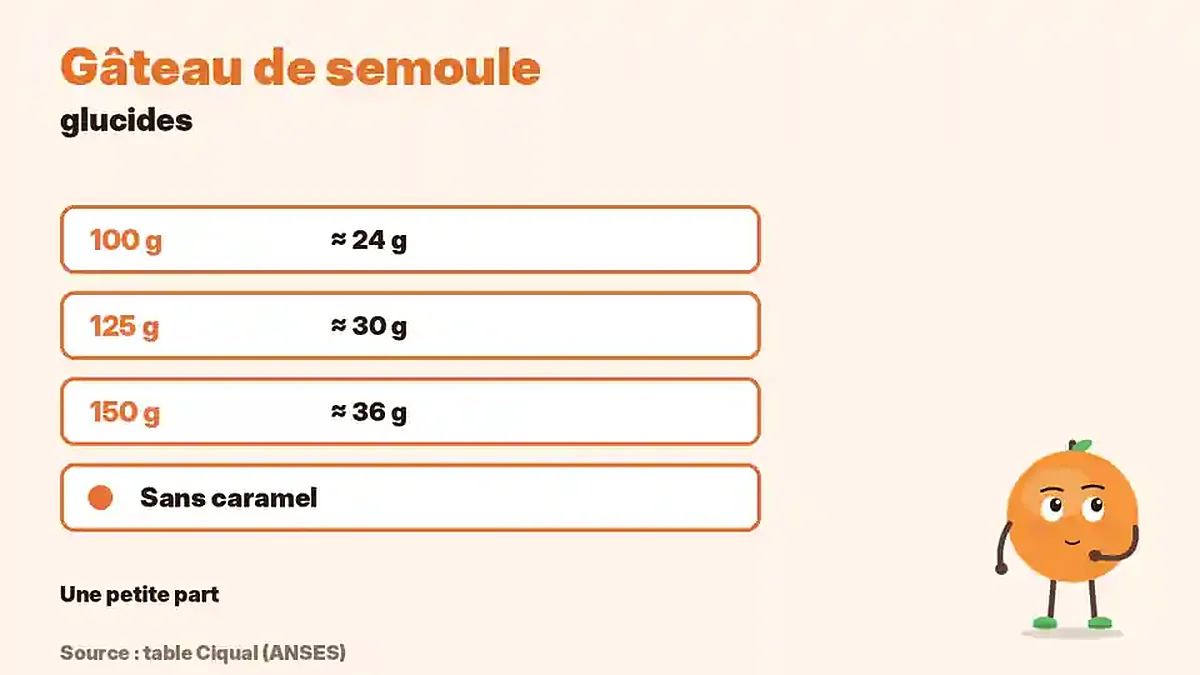 Gâteau de semoule
glucides
100 g ≈ 24 g
125 g ≈ 30 g
150 g ≈ 36 g
Sans caramel
Une petite part
Source : table Ciqual (ANSES)